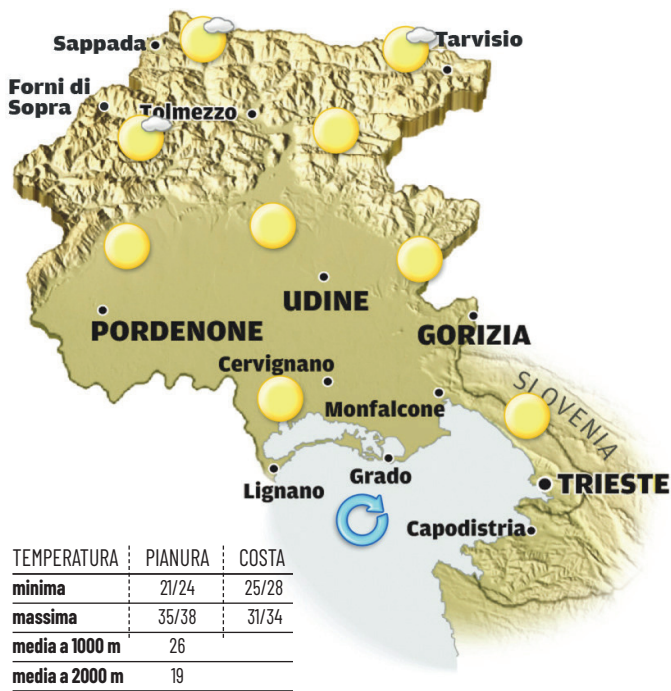 Sappada
Tarvisio
Forni di
Sopra
Tolmezzo
UDINE
PORDENONE
GORIZIA
Cervignano
SLOVENIA
Monfalcone
Grado
Lignano
TRIESTE
Capodistria
TEMPERATURA PIANURA COSTA
minima 21/24 25/28
massima 35/38 31/34
media a 1000 m 26
media a 2000 m 19